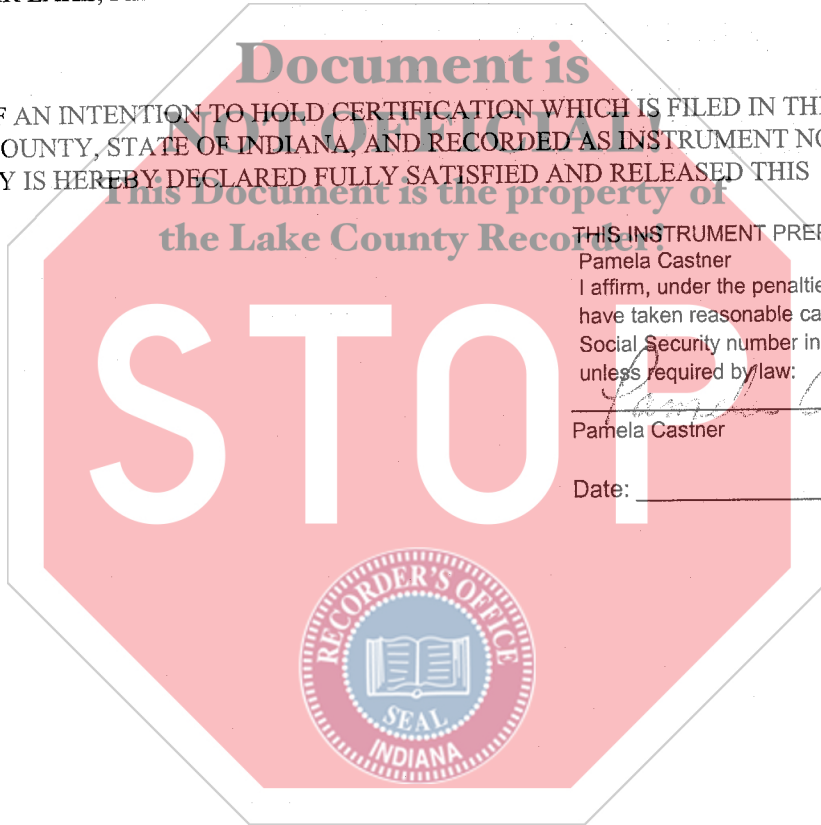 Document is
F AN INTENTION TO HOLD CERTIFICATION WHICH IS FILED IN TH
NOT OFFICIAL!
OUNTY, STATE OF INDIANA, AND RECORDED AS INSTRUMENT NO
Y IS HEREBY DECLARED FULLY SATISFIED AND RELEASED THIS
This Document is the property of
the Lake County Recorder!
THIS INSTRUMENT PREP
Pamela Castner
I affirm, under the penaltie
have taken reasonable ca
Social Security number in
unless required by law:
Pamela C
Pamela Castner
Date:
STOP
RECORDER'S OFFICE
SEAL
INDIANA